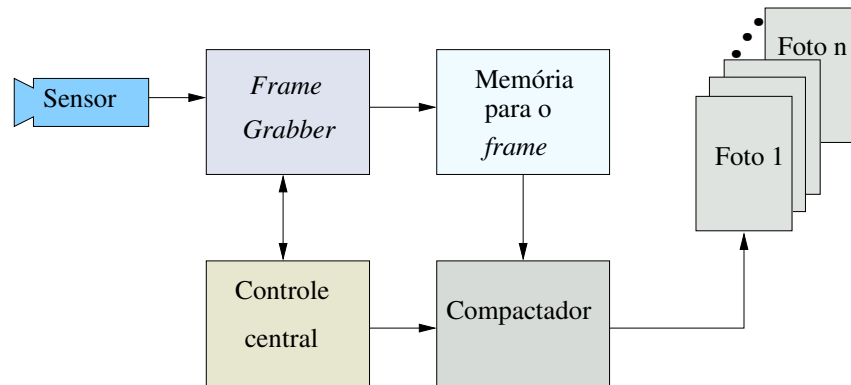 Sensor
Frame
Grabber
Memória
para o
frame
Foto n
Foto 1
Controle
central
Compactador